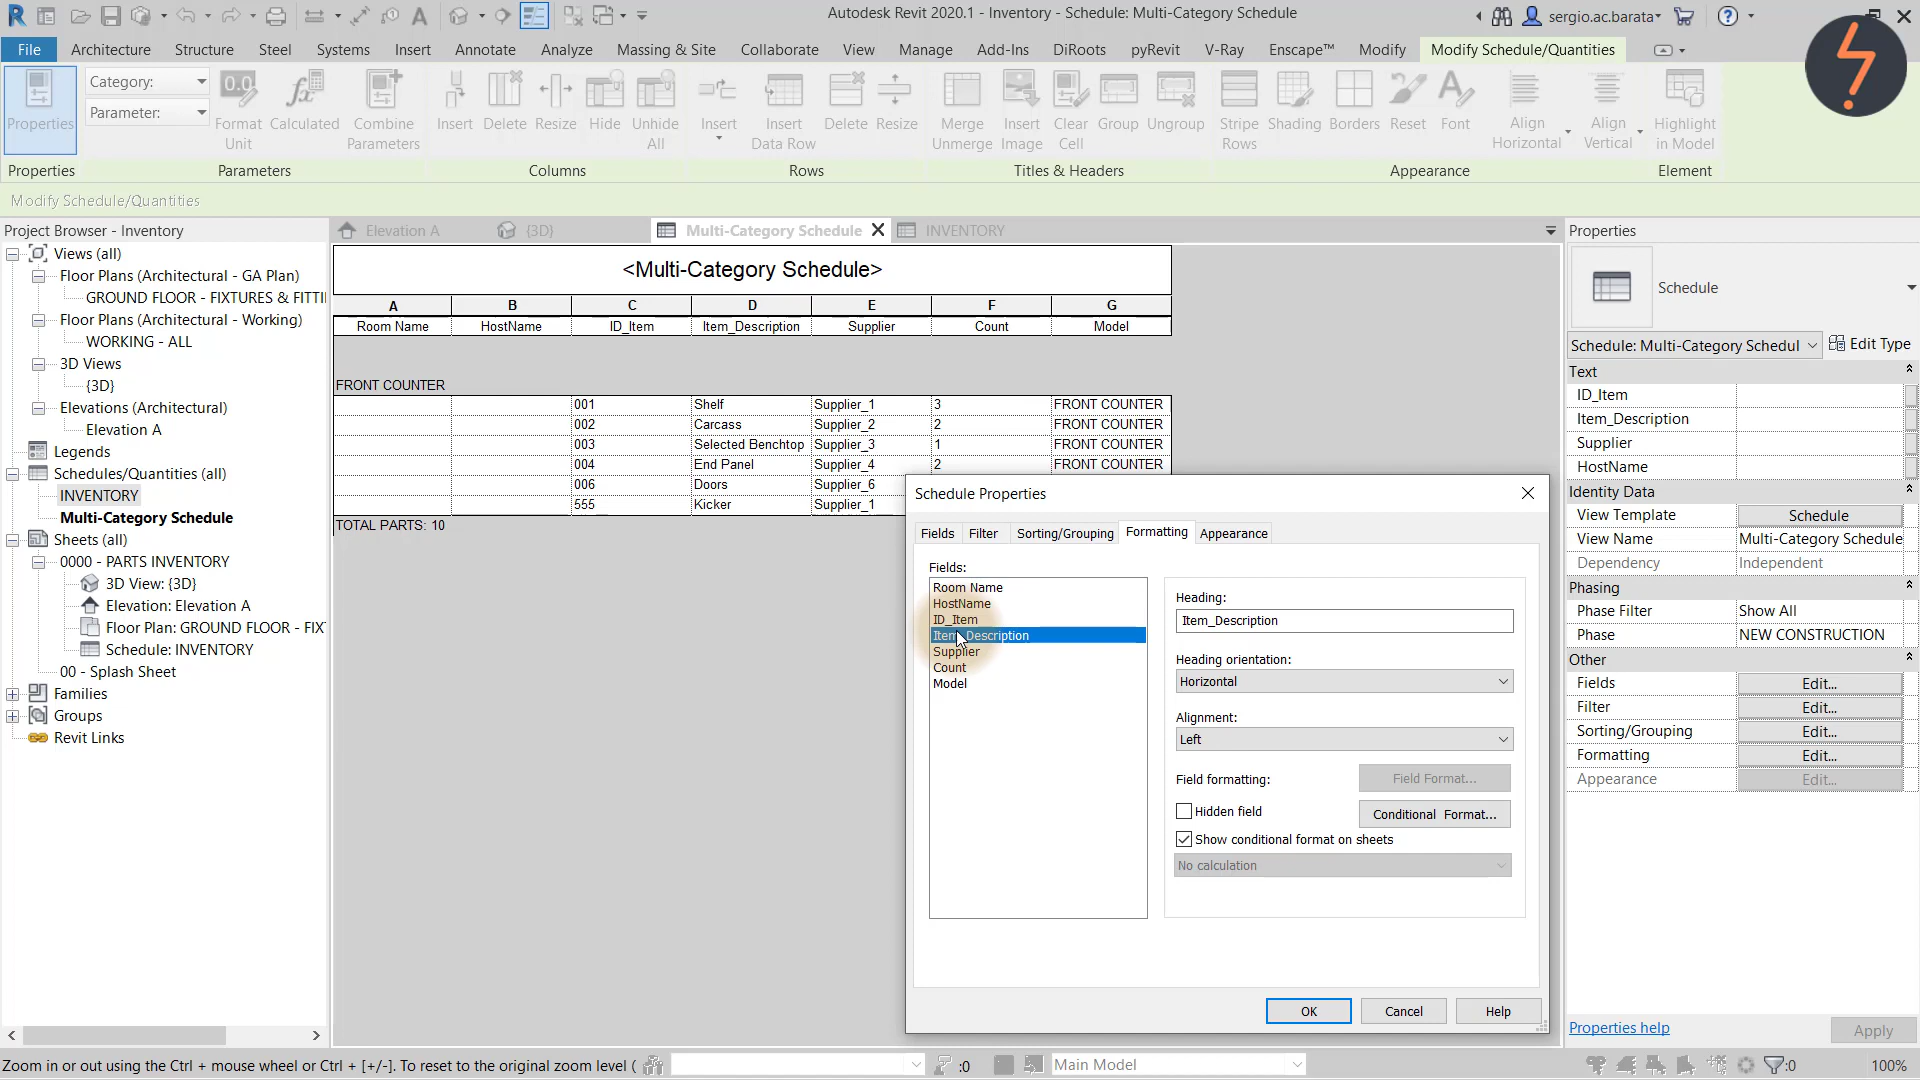 Autodesk Revit 2020.1 - Inventory - Schedule: Multi-Category Schedule
sergio.ac.barata
File Architecture Structure Steel Systems Insert Annotate Analyze Massing & Site Collaborate View Manage Add-Ins DiRoots pyRevit V-Ray Enscape™ Modify Modify Schedule/Quantities
Category:
Parameter:
Properties
Format Unit
Calculated
Combine Parameters
Insert
Delete
Resize
Hide
Unhide All
Insert
Insert Data Row
Delete
Resize
Merge Unmerge
Insert Image
Clear Cell
Group
Ungroup
Stripe Rows
Shading
Borders
Reset
Font
Align Horizontal
Align Vertical
Highlight in Model
Properties Parameters Columns Rows Titles & Headers Appearance Element
Modify Schedule/Quantities
Project Browser - Inventory
Views (all)
Floor Plans (Architectural - GA Plan)
GROUND FLOOR - FIXTURES & FITTI
Floor Plans (Architectural - Working)
WORKING - ALL
3D Views
{3D}
Elevations (Architectural)
Elevation A
Legends
Schedules/Quantities (all)
INVENTORY
Multi-Category Schedule
Sheets (all)
0000 - PARTS INVENTORY
3D View: {3D}
Elevation: Elevation A
Floor Plan: GROUND FLOOR - FIX
Schedule: INVENTORY
00 - Splash Sheet
Families
Groups
Revit Links
Elevation A {3D} Multi-Category Schedule INVENTORY
<Multi-Category Schedule>
A B C D E F G
Room Name HostName ID_Item Item_Description Supplier Count Model
FRONT COUNTER
001 Shelf Supplier_1 3 FRONT COUNTER
002 Carcass Supplier_2 2 FRONT COUNTER
003 Selected Benchtop Supplier_3 1 FRONT COUNTER
004 End Panel Supplier_4 2 FRONT COUNTER
006 Doors Supplier_6
555 Kicker Supplier_1
TOTAL PARTS: 10
Schedule Properties
Fields Filter Sorting/Grouping Formatting Appearance
Fields:
Room Name
HostName
ID_Item
Item_Description
Supplier
Count
Model
Heading:
Item_Description
Heading orientation:
Horizontal
Alignment:
Left
Field formatting: Field Format...
Hidden field Conditional Format...
Show conditional format on sheets
No calculation
OK Cancel Help
Properties
Schedule
Schedule: Multi-Category Schedul Edit Type
Text
ID_Item
Item_Description
Supplier
HostName
Identity Data
View Template Schedule
View Name Multi-Category Schedule
Dependency Independent
Phasing
Phase Filter Show All
Phase NEW CONSTRUCTION
Other
Fields Edit...
Filter Edit...
Sorting/Grouping Edit...
Formatting Edit...
Appearance Edit...
Properties help Apply
Zoom in or out using the Ctrl + mouse wheel or Ctrl + [+/-]. To reset to the original zoom level ( :0 Main Model :0 100%